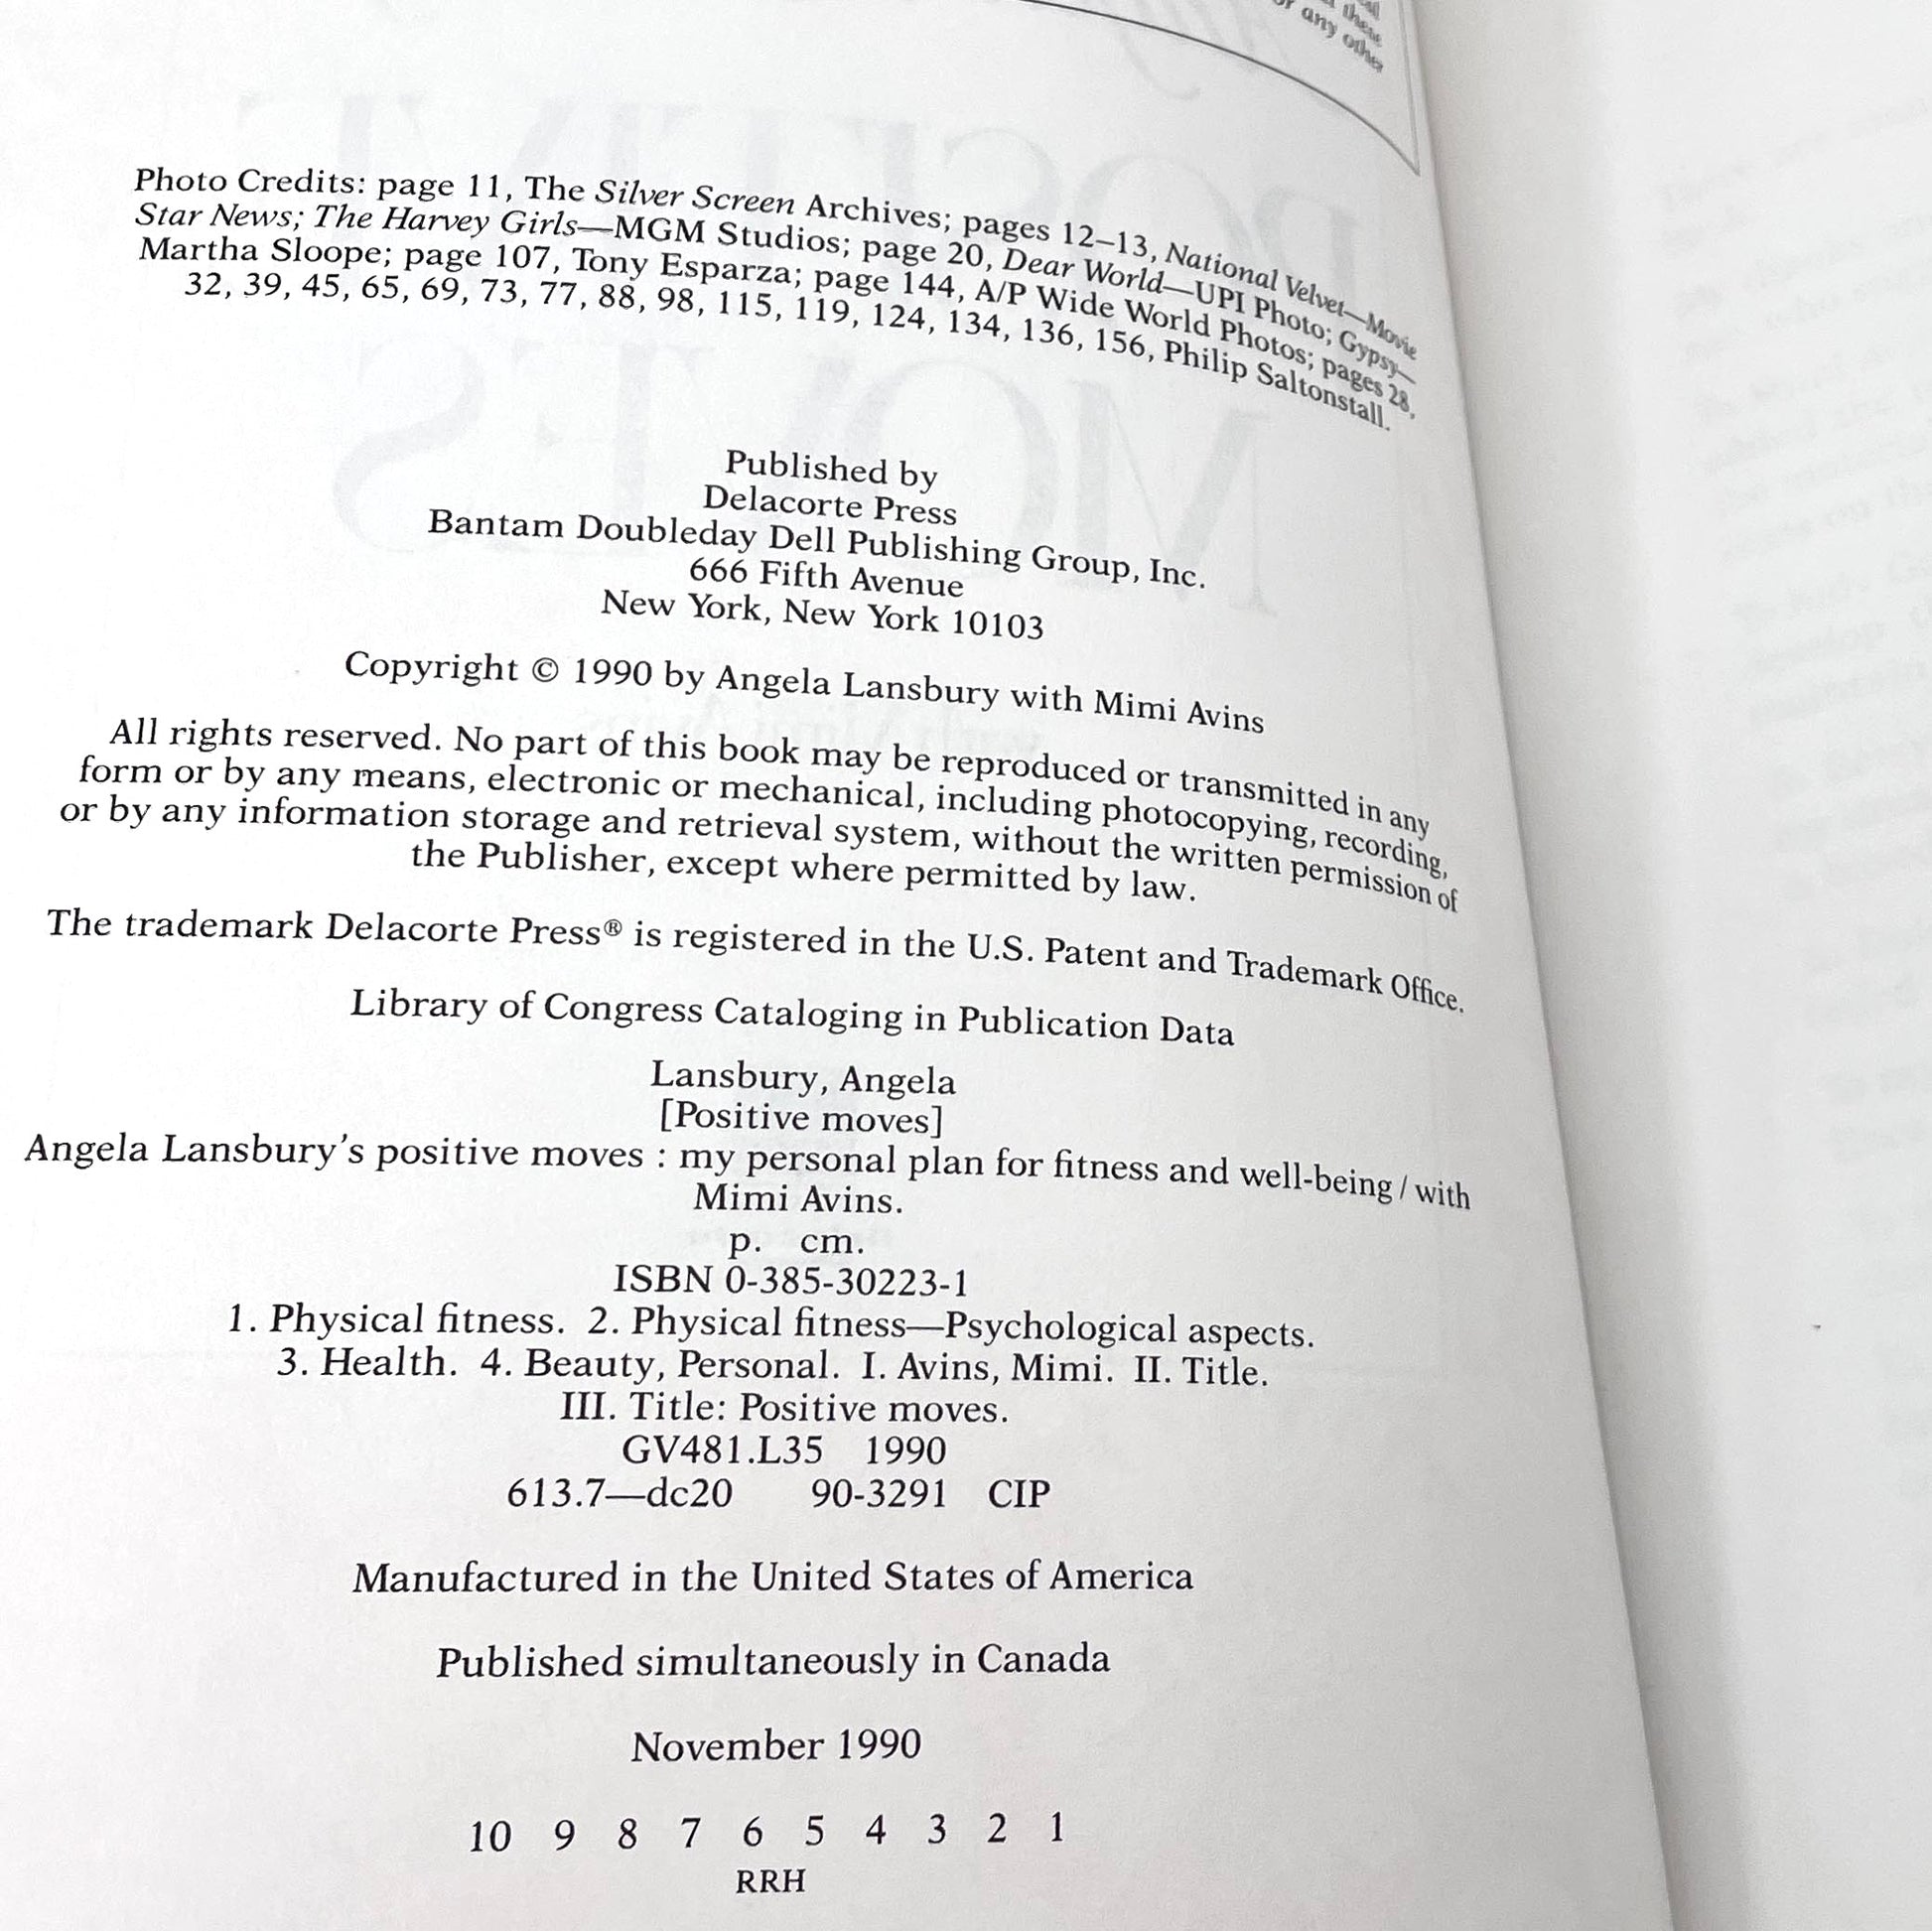 these
or any other
Photo Credits: page 11, The Silver Screen Archives; pages 12–13, National Velvet—Movie
Star News; The Harvey Girls—MGM Studios; page 20, Dear World—UPI Photo; Gypsy—
Martha Sloope; page 107, Tony Esparza; page 144, A/P Wide World Photos; pages 28,
32, 39, 45, 65, 69, 73, 77, 88, 98, 115, 119, 124, 134, 136, 156, Philip Saltonstall.
Published by
Delacorte Press
Bantam Doubleday Dell Publishing Group, Inc.
666 Fifth Avenue
New York, New York 10103
Copyright © 1990 by Angela Lansbury with Mimi Avins
All rights reserved. No part of this book may be reproduced or transmitted in any
form or by any means, electronic or mechanical, including photocopying, recording,
or by any information storage and retrieval system, without the written permission of
the Publisher, except where permitted by law.
The trademark Delacorte Press® is registered in the U.S. Patent and Trademark Office.
Library of Congress Cataloging in Publication Data
Lansbury, Angela
[Positive moves]
Angela Lansbury's positive moves : my personal plan for fitness and well-being / with
Mimi Avins.
p. cm.
ISBN 0-385-30223-1
1. Physical fitness. 2. Physical fitness—Psychological aspects.
3. Health. 4. Beauty, Personal. I. Avins, Mimi. II. Title.
III. Title: Positive moves.
GV481.L35 1990
613.7—dc20 90-3291 CIP
Manufactured in the United States of America
Published simultaneously in Canada
November 1990
10 9 8 7 6 5 4 3 2 1
RRH